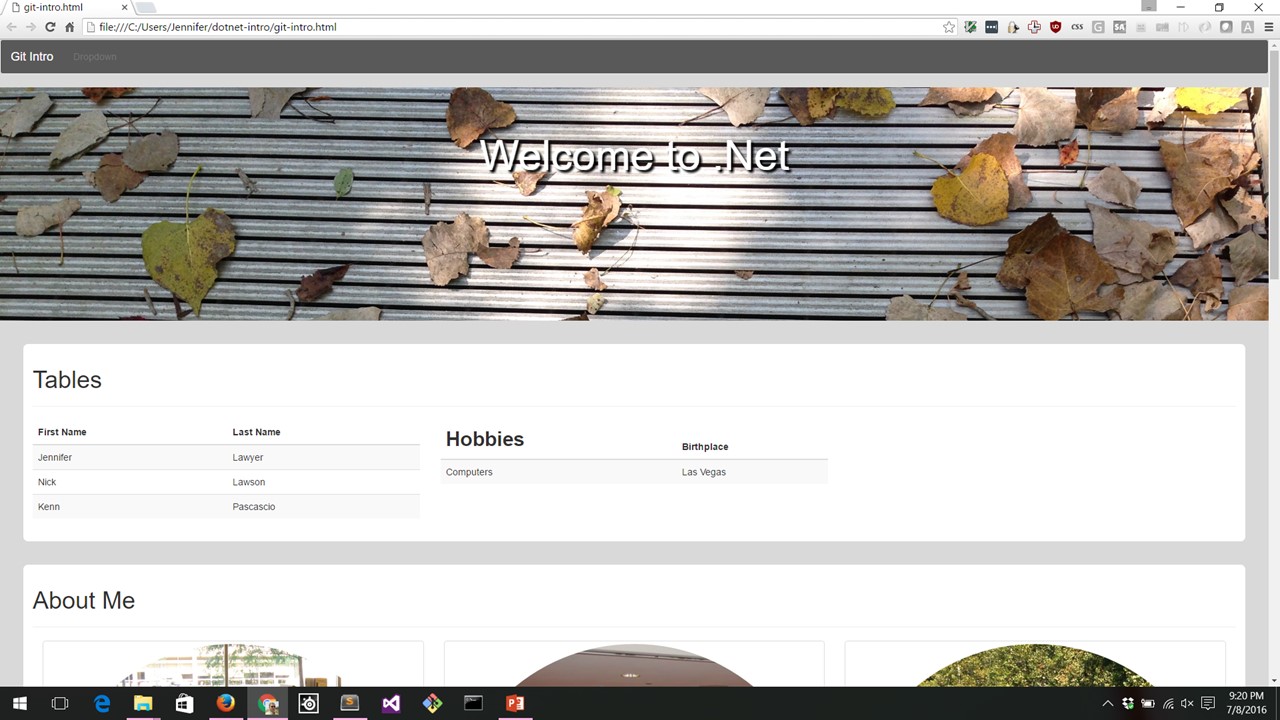 git-intro.html
file:///C:/Users/Jennifer/dotnet-intro/git-intro.html
css
Git Intro Dropdown
Welcome to .Net
Tables
First Name Last Name
Jennifer Lawyer
Nick Lawson
Kenn Pascascio
Hobbies Birthplace
Computers Las Vegas
About Me
9:20 PM
7/8/2016